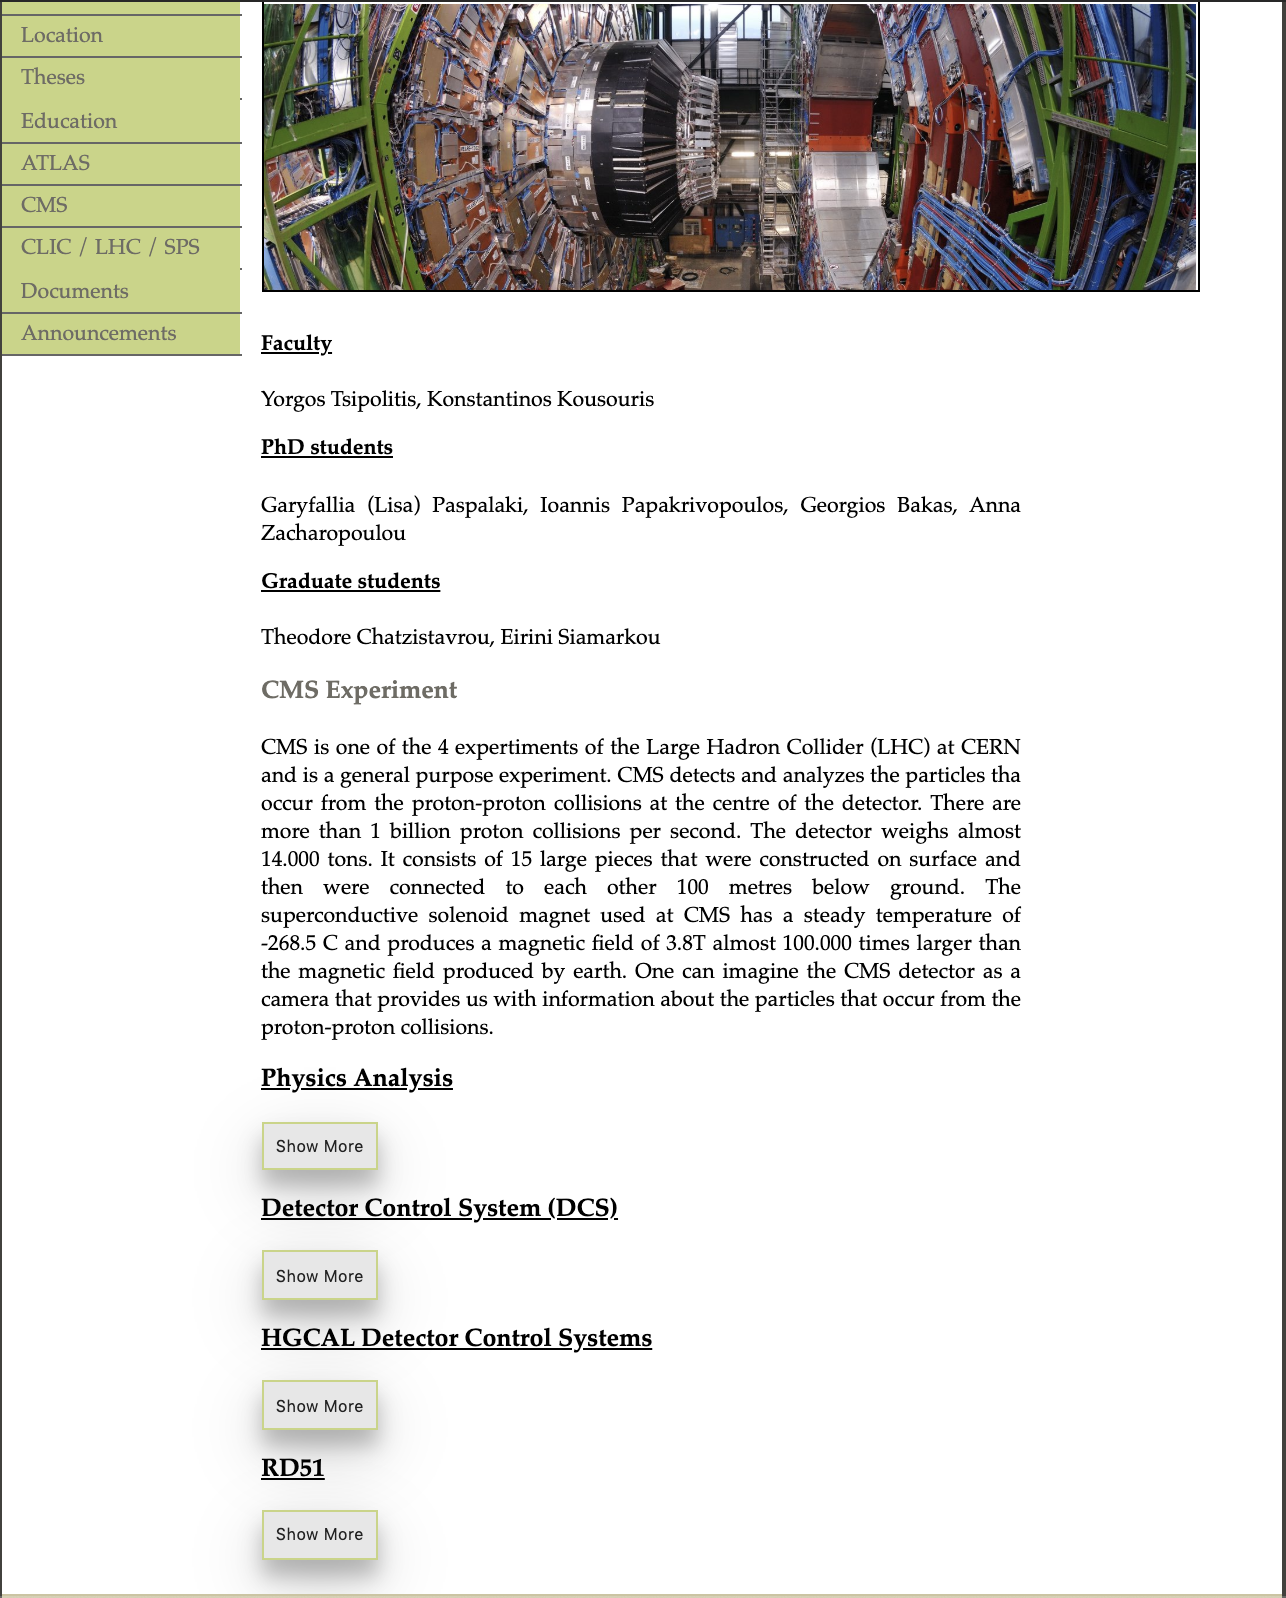 Location
Theses
Education
ATLAS
CMS
CLIC / LHC / SPS
Documents
Announcements
Faculty
Yorgos Tsipolitis, Konstantinos Kousouris
PhD students
Garyfallia (Lisa) Paspalaki, Ioannis Papakrivopoulos, Georgios Bakas, Anna
Zacharopoulou
Graduate students
Theodore Chatzistavrou, Eirini Siamarkou
CMS Experiment
CMS is one of the 4 expertiments of the Large Hadron Collider (LHC) at CERN
and is a general purpose experiment. CMS detects and analyzes the particles tha
occur from the proton-proton collisions at the centre of the detector. There are
more than 1 billion proton collisions per second. The detector weighs almost
14.000 tons. It consists of 15 large pieces that were constructed on surface and
then were connected to each other 100 metres below ground. The
superconductive solenoid magnet used at CMS has a steady temperature of
-268.5 C and produces a magnetic field of 3.8T almost 100.000 times larger than
the magnetic field produced by earth. One can imagine the CMS detector as a
camera that provides us with information about the particles that occur from the
proton-proton collisions.
Physics Analysis
Show More
Detector Control System (DCS)
Show More
HGCAL Detector Control Systems
Show More
RD51
Show More